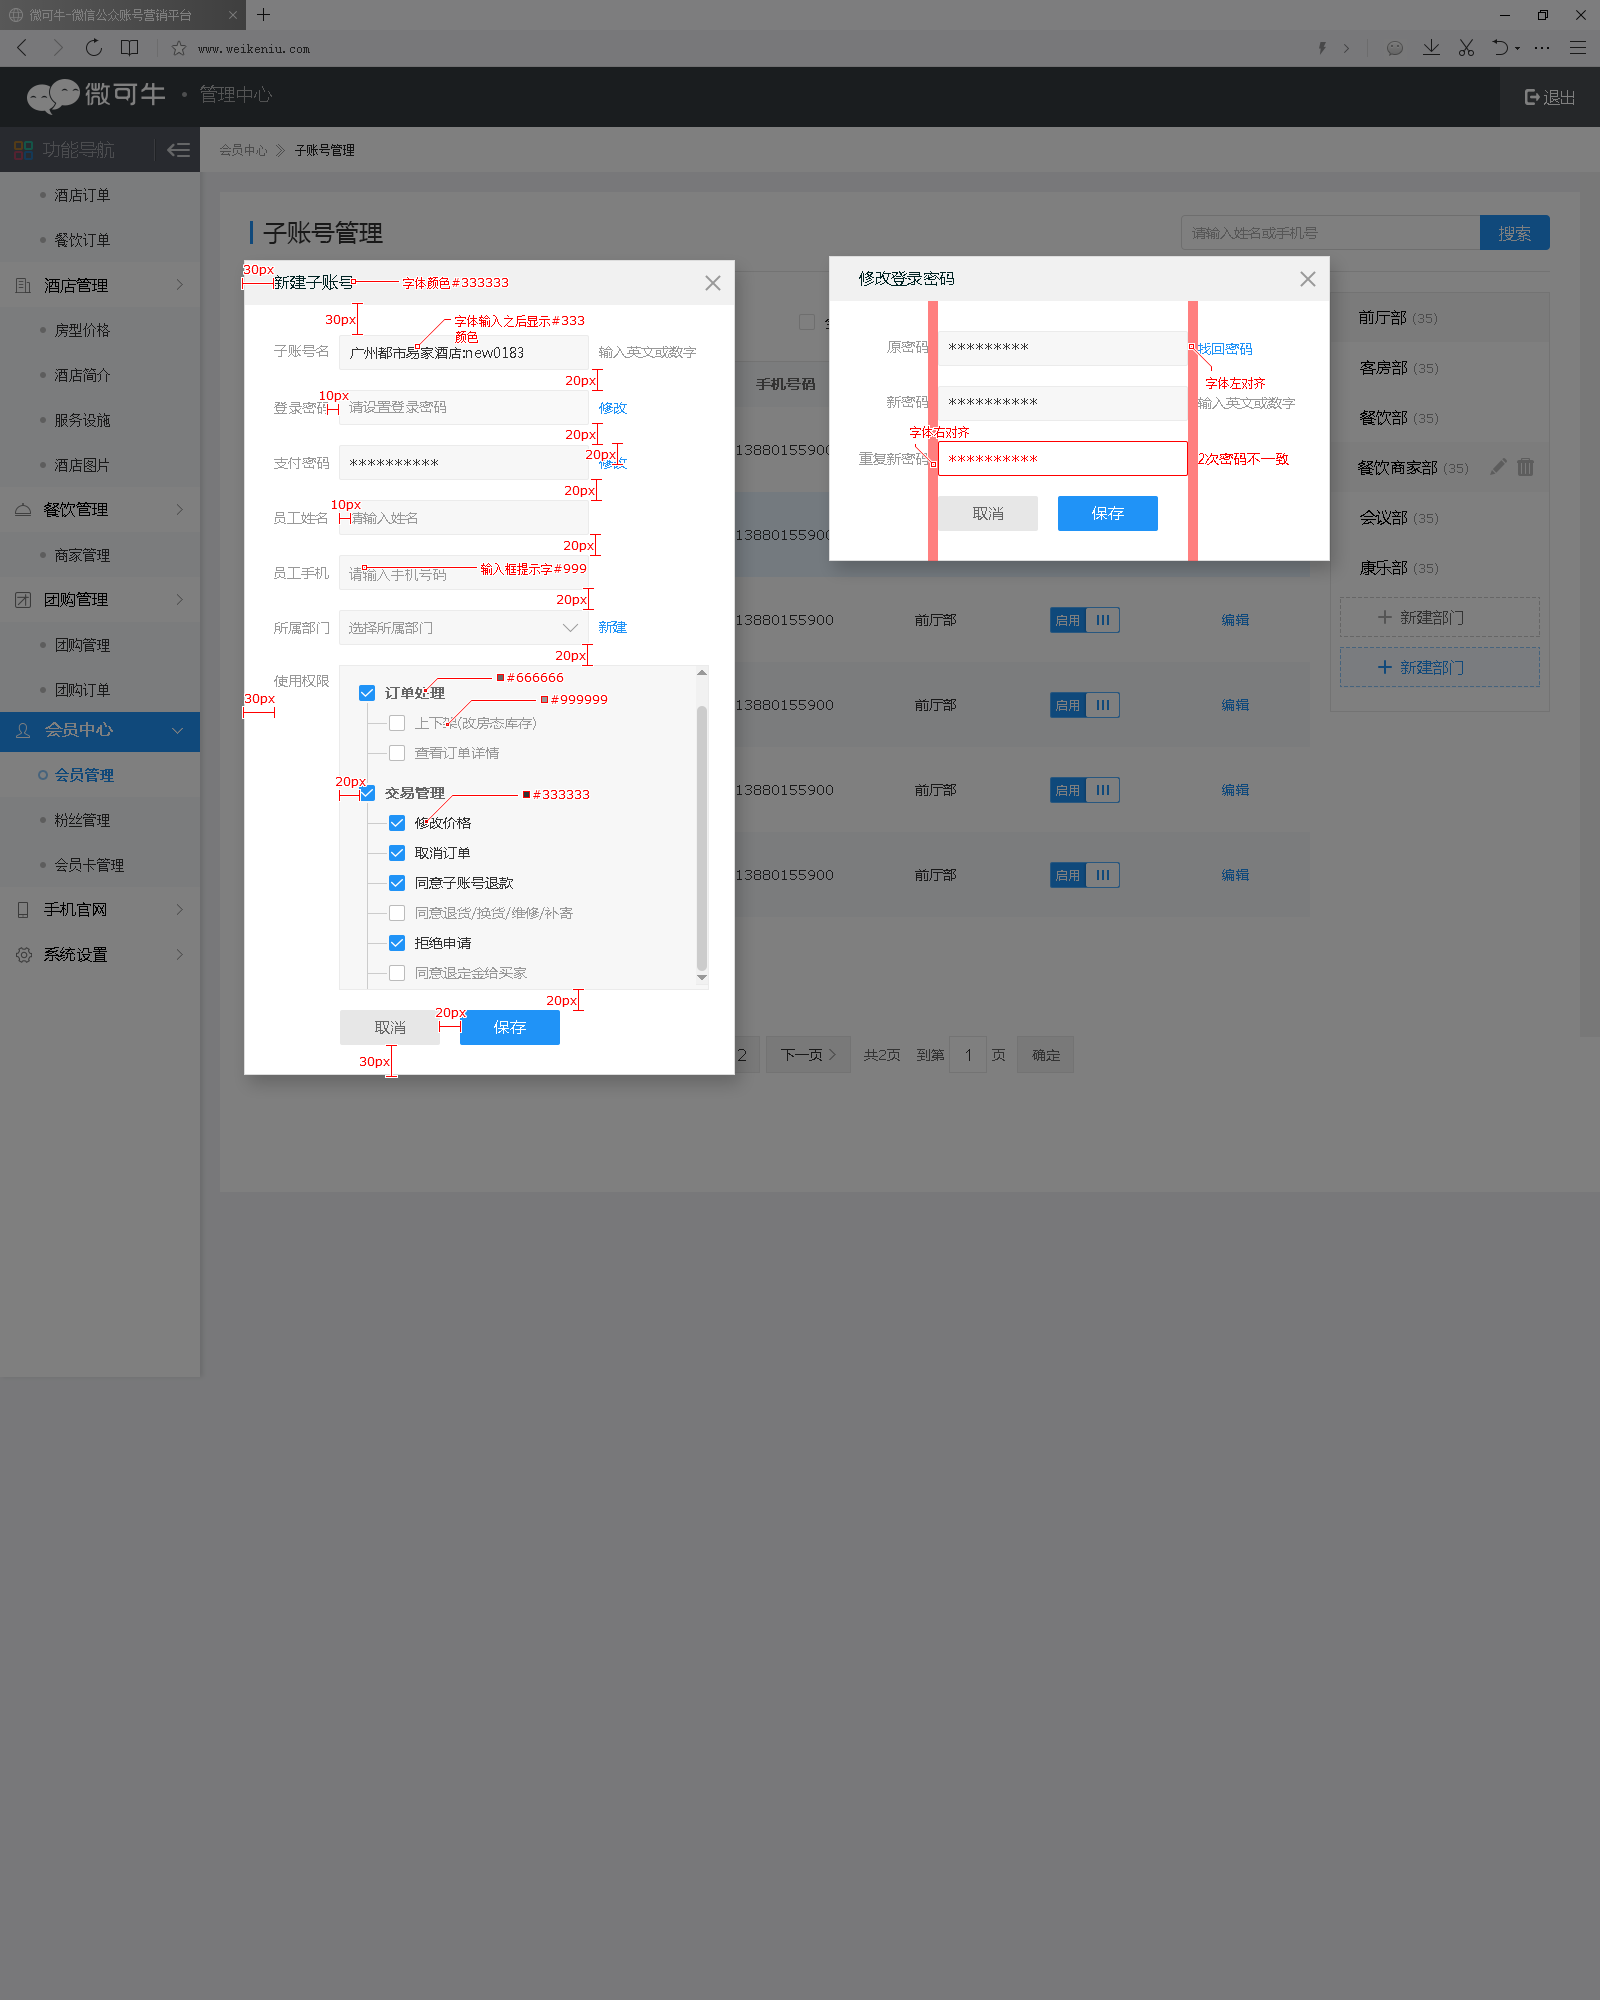 微可牛-微信公众账号营销平台
www.weikeniu.com
微可牛 · 管理中心
退出
功能导航
会员中心 子账号管理
酒店订单
餐饮订单
酒店管理
房型价格
酒店简介
服务设施
酒店图片
餐饮管理
商家管理
团购管理
团购管理
团购订单
会员中心
会员管理
粉丝管理
会员卡管理
手机官网
系统设置
子账号管理
请输入姓名或手机号
搜索
30px
新建子账号
字体颜色#333333
30px
字体输入之后显示#333
颜色
子账号名
广州都市易家酒店:new0183
输入英文或数字
20px
登录密码
10px
请设置登录密码
修改
20px
支付密码
**********
20px
修改
20px
员工姓名
10px
请输入姓名
20px
员工手机
请输入手机号码
输入框提示字#999
20px
所属部门
选择所属部门
新建
20px
使用权限
30px
订单处理
#666666
#999999
上下架(改房态库存)
查看订单详情
20px
交易管理
#333333
修改价格
取消订单
同意子账号退款
同意退货/换货/维修/补寄
拒绝申请
同意退定金给买家
20px
取消
20px
保存
30px
修改登录密码
原密码
*********
找回密码
字体左对齐
新密码
**********
输入英文或数字
字体右对齐
重复新密码
**********
2次密码不一致
取消
保存
手机号码
13880155900
13880155900
13880155900 前厅部 启用 编辑
13880155900 前厅部 启用 编辑
13880155900 前厅部 启用 编辑
13880155900 前厅部 启用 编辑
2 下一页 共2页 到第 1 页 确定
前厅部 (35)
客房部 (35)
餐饮部 (35)
餐饮商家部 (35)
会议部 (35)
康乐部 (35)
新建部门
新建部门